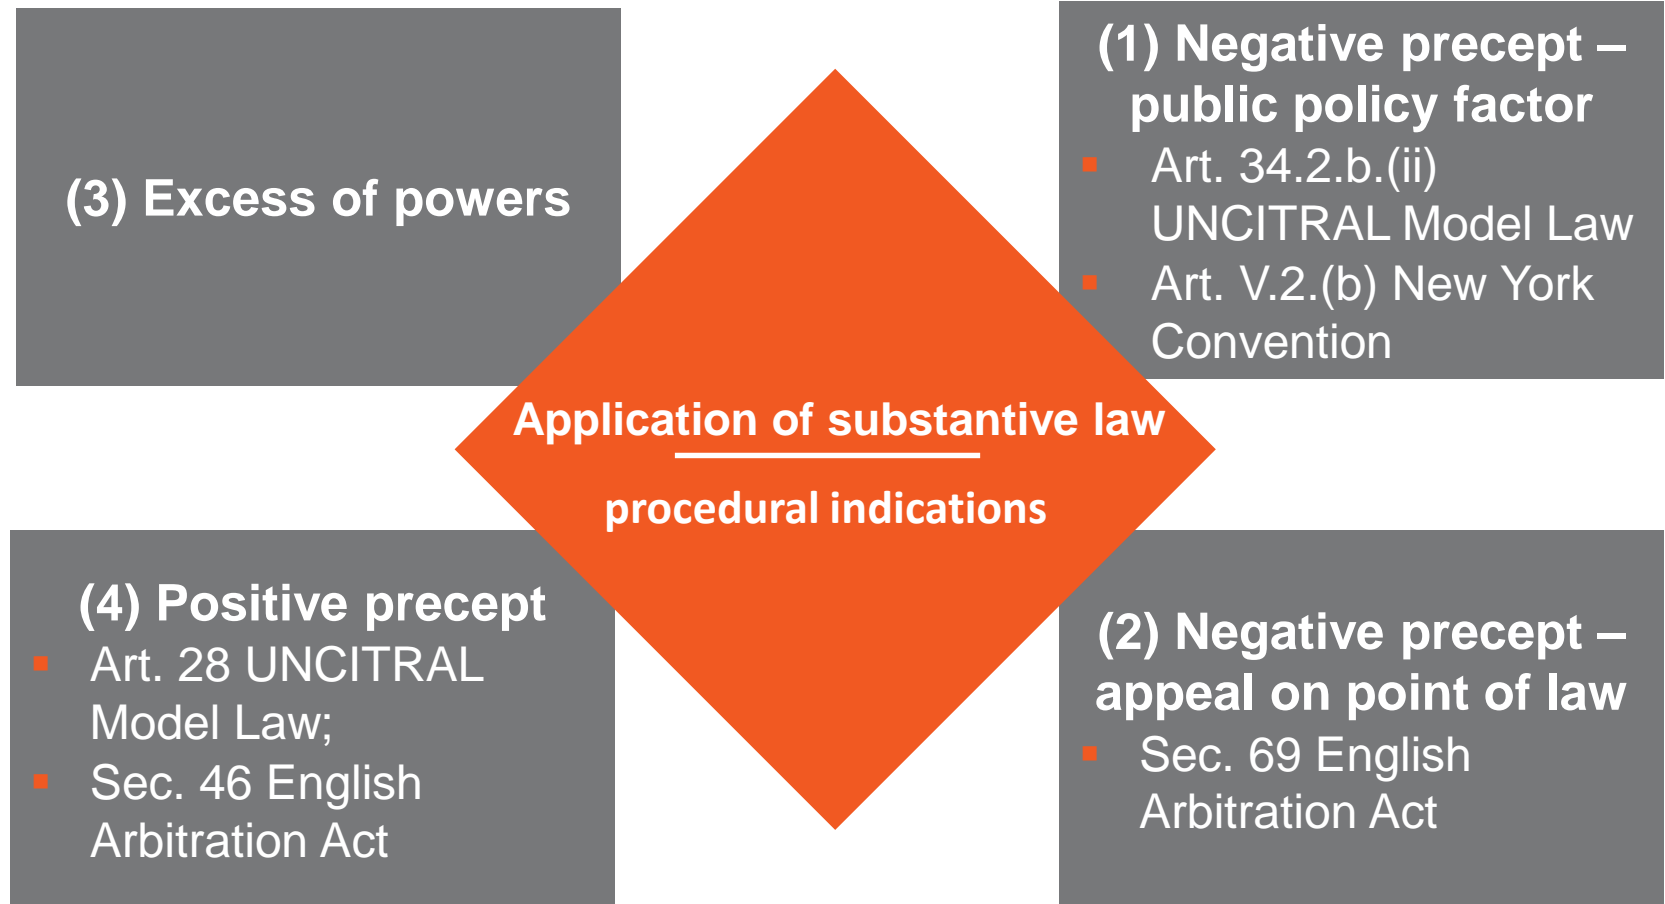 (3) Excess of powers
(1) Negative precept –
public policy factor
▪ Art. 34.2.b.(ii)
UNCITRAL Model Law
▪ Art. V.2.(b) New York
Convention
Application of substantive law
procedural indications
(4) Positive precept
▪ Art. 28 UNCITRAL
Model Law;
▪ Sec. 46 English
Arbitration Act
(2) Negative precept –
appeal on point of law
▪ Sec. 69 English
Arbitration Act